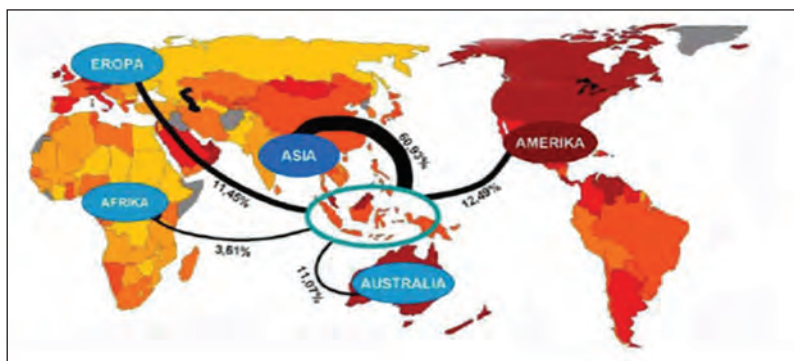 EROPA
ASIA
60,93%
AMERIKA
11,45%
12,49%
AFRIKA
3,61%
11,07%
AUSTRALIA